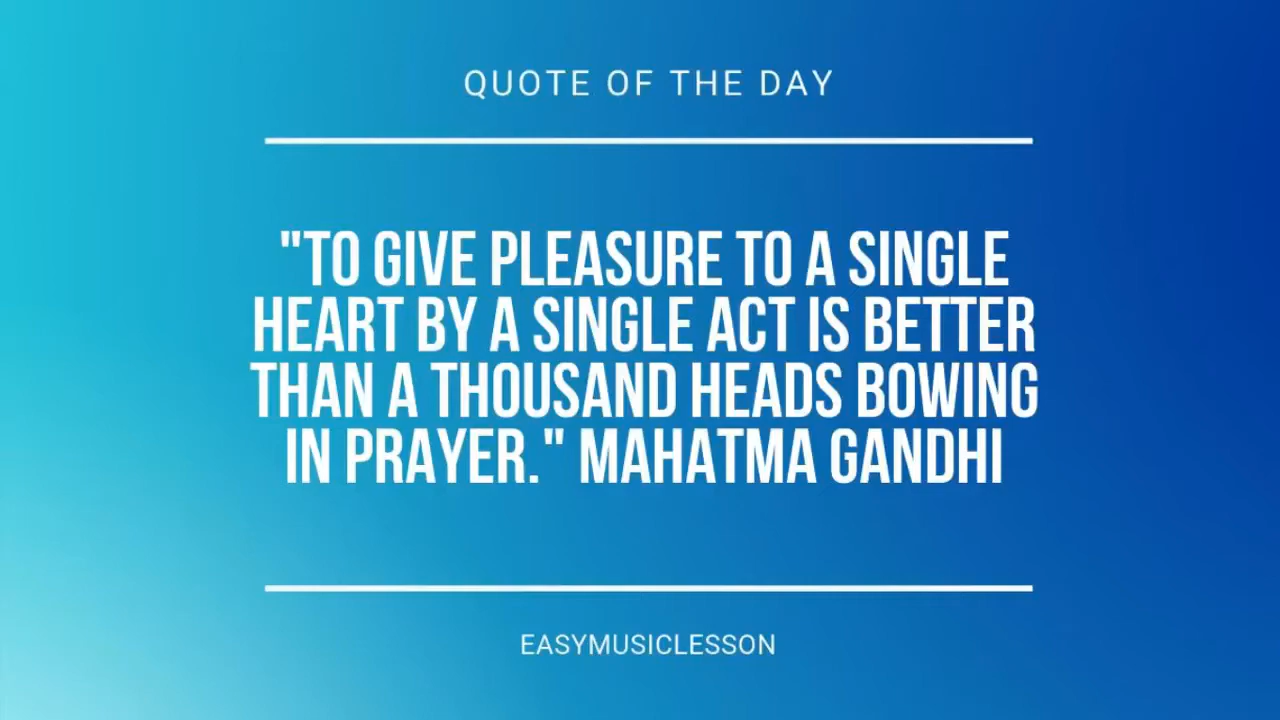 QUOTE OF THE DAY
"TO GIVE PLEASURE TO A SINGLE
HEART BY A SINGLE ACT IS BETTER
THAN A THOUSAND HEADS BOWING
IN PRAYER." MAHATMA GANDHI
EASYMUSICLESSON